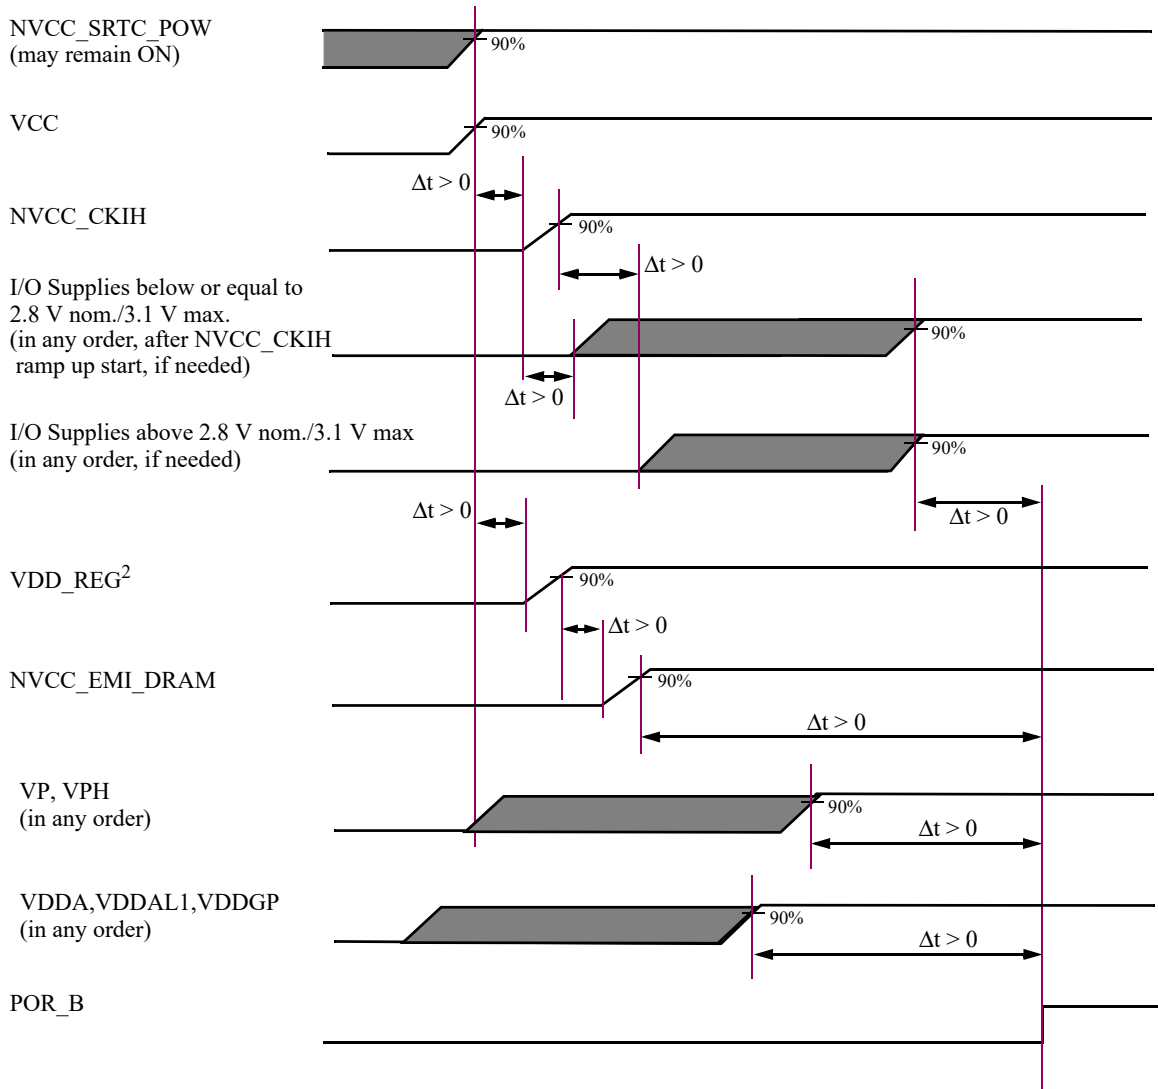 NVCC_SRTC_POW
(may remain ON)
90%
VCC
90%
Δt > 0
NVCC_CKIH
90%
Δt > 0
I/O Supplies below or equal to
2.8 V nom./3.1 V max.
(in any order, after NVCC_CKIH
ramp up start, if needed)
90%
Δt > 0
I/O Supplies above 2.8 V nom./3.1 V max
(in any order, if needed)
90%
Δt > 0
Δt > 0
VDD_REG²
90%
Δt > 0
NVCC_EMI_DRAM
90%
Δt > 0
VP, VPH
(in any order)
90%
Δt > 0
VDDA,VDDAL1,VDDGP
(in any order)
90%
Δt > 0
POR_B